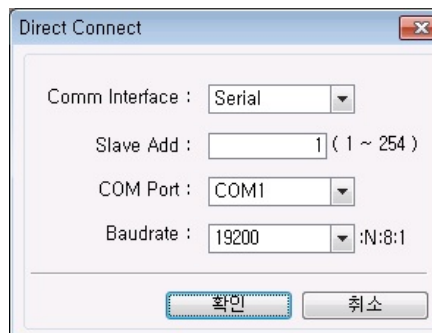 Direct Connect
Comm Interface : Serial
Slave Add : 1 ( 1 ~ 254 )
COM Port : COM1
Baudrate : 19200 :N:8:1
확인 취소